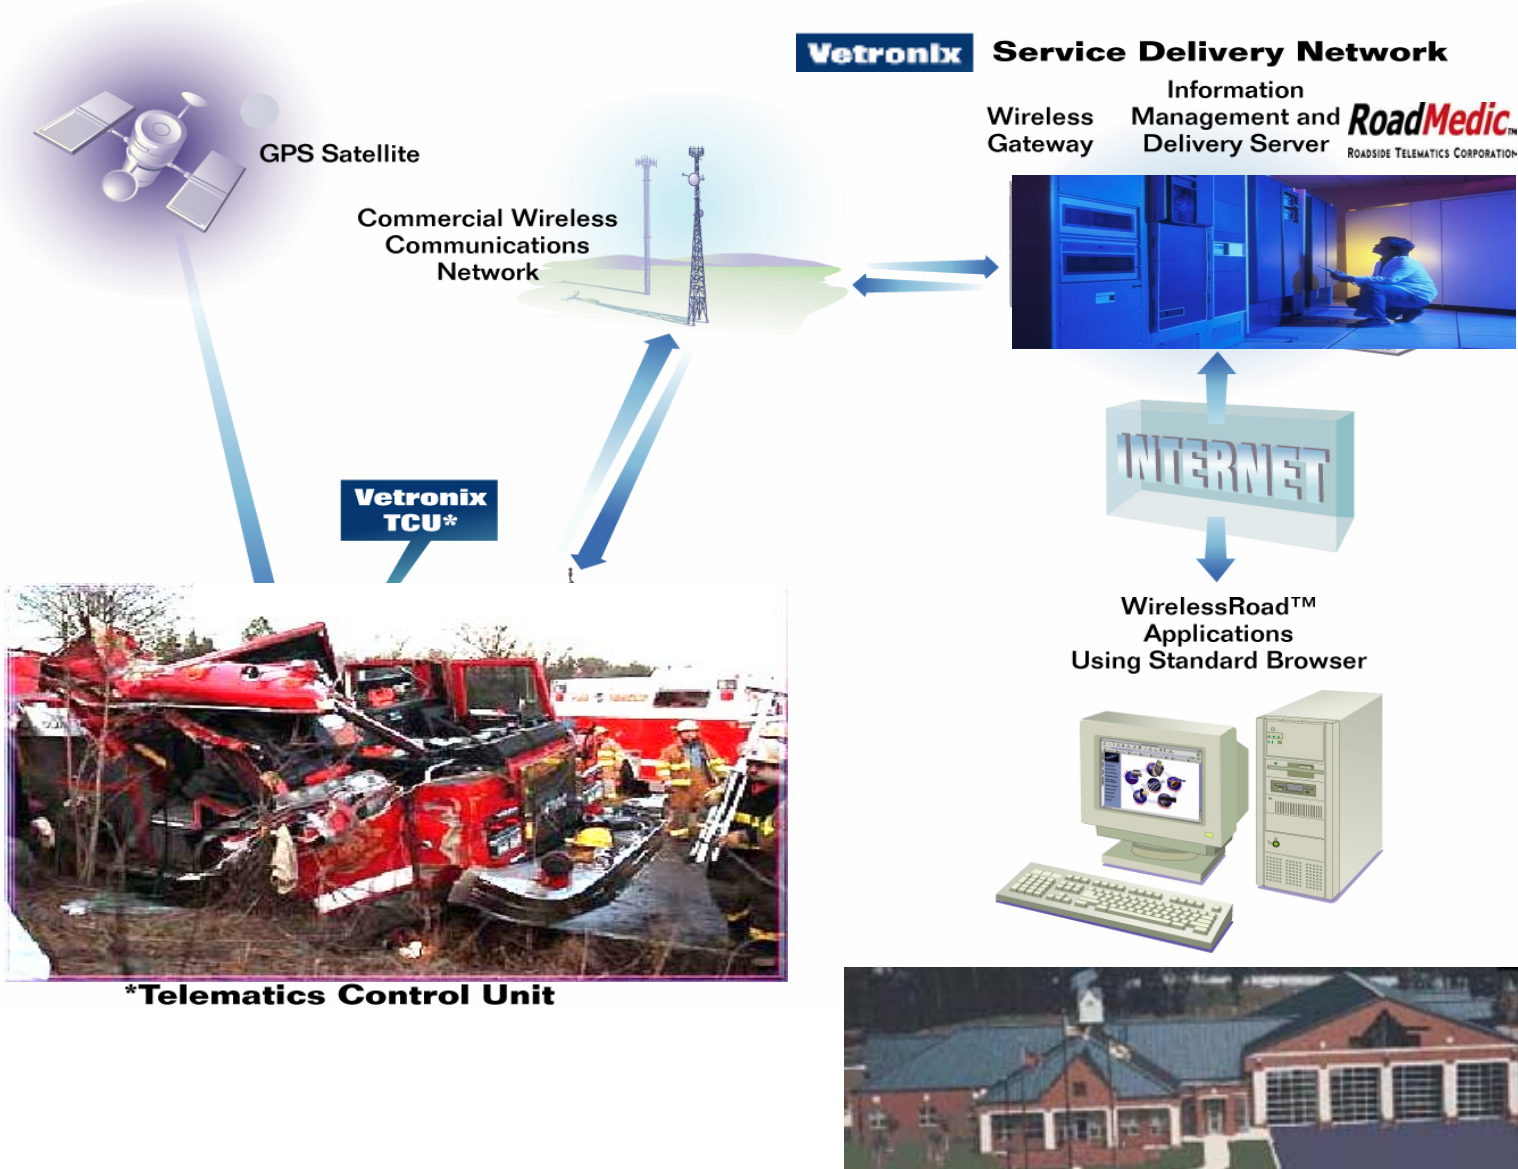 Vetronix Service Delivery Network
Wireless
Gateway
Information
Management and
Delivery Server
RoadMedic™
ROADSIDE TELEMATICS CORPORATION
GPS Satellite
Commercial Wireless
Communications
Network
INTERNET
Vetronix
TCU*
WirelessRoad™
Applications
Using Standard Browser
*Telematics Control Unit